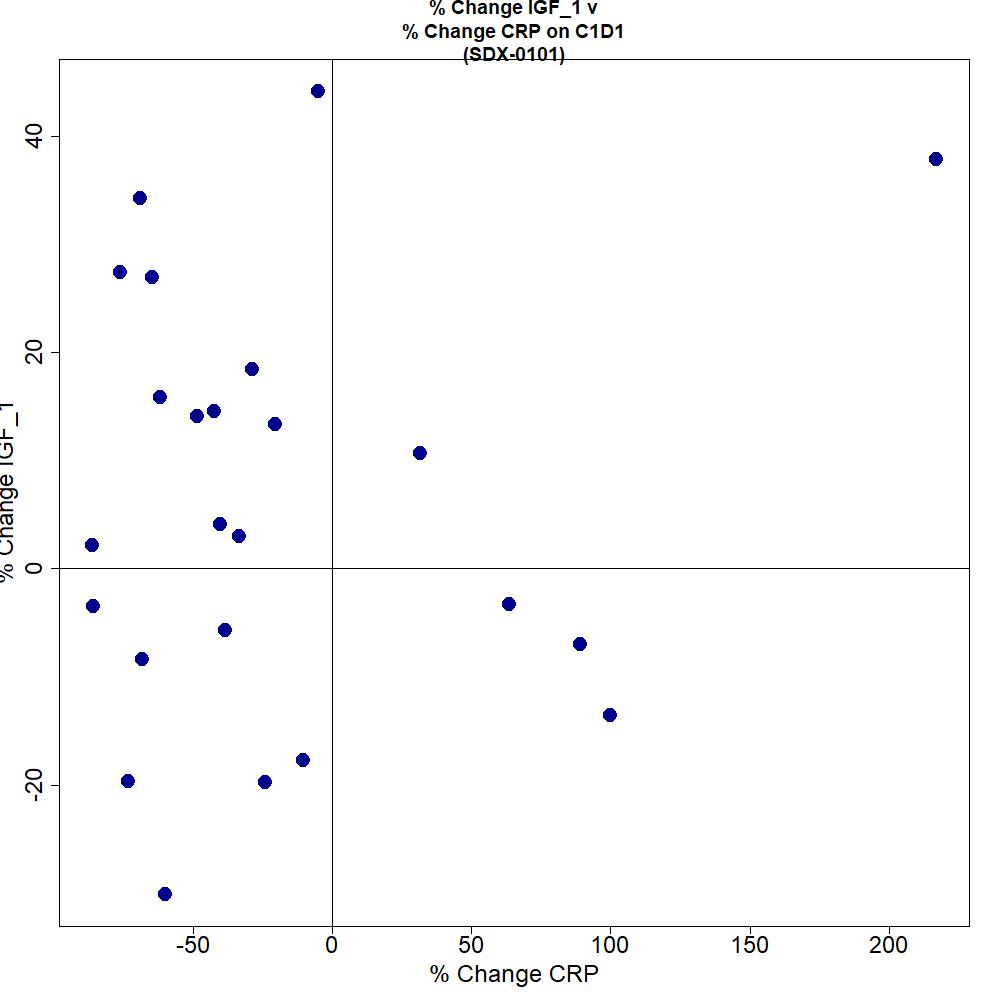 % Change IGF_1 v
% Change CRP on C1D1
(SDX-0101)
40
20
0
-20
% Change IGF_1
-50 0 50 100 150 200
% Change CRP